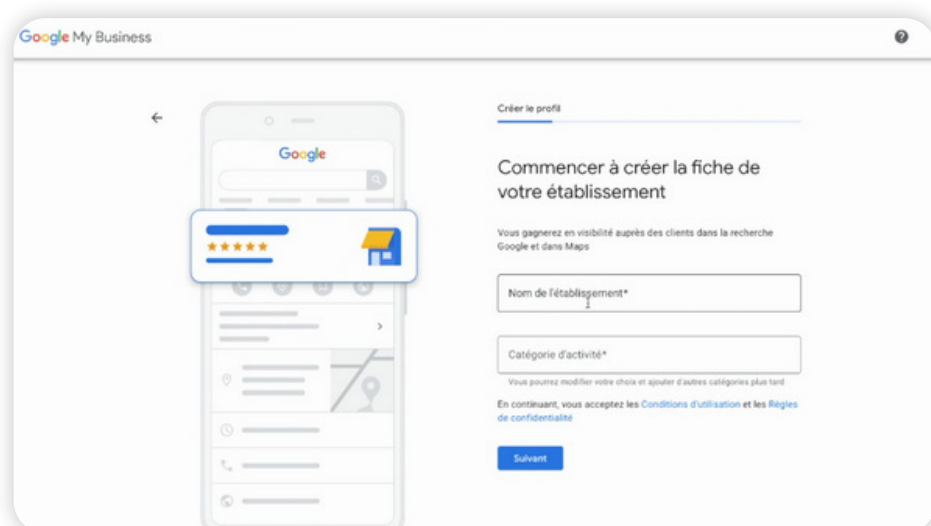 Google My Business
Créer le profil
Google
Commencer à créer la fiche de
votre établissement
Vous gagnerez en visibilité auprès des clients dans la recherche
Google et dans Maps
Nom de l'établissement*
Catégorie d'activité*
Vous pourrez modifier votre choix et ajouter d'autres catégories plus tard
En continuant, vous acceptez les Conditions d'utilisation et les Règles
de confidentialité
Suivant